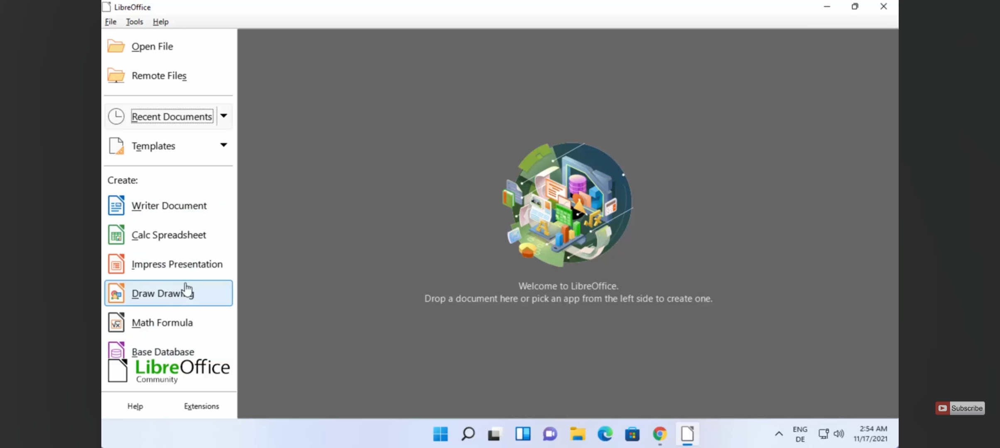 LibreOffice
File Tools Help
Open File
Remote Files
Recent Documents
Templates
Create:
Writer Document
Calc Spreadsheet
Impress Presentation
Draw Drawing
Math Formula
Base Database
LibreOffice
Community
Help Extensions
Welcome to LibreOffice.
Drop a document here or pick an app from the left side to create one.
Subscribe
ENG
DE
2:54 AM
11/17/2021